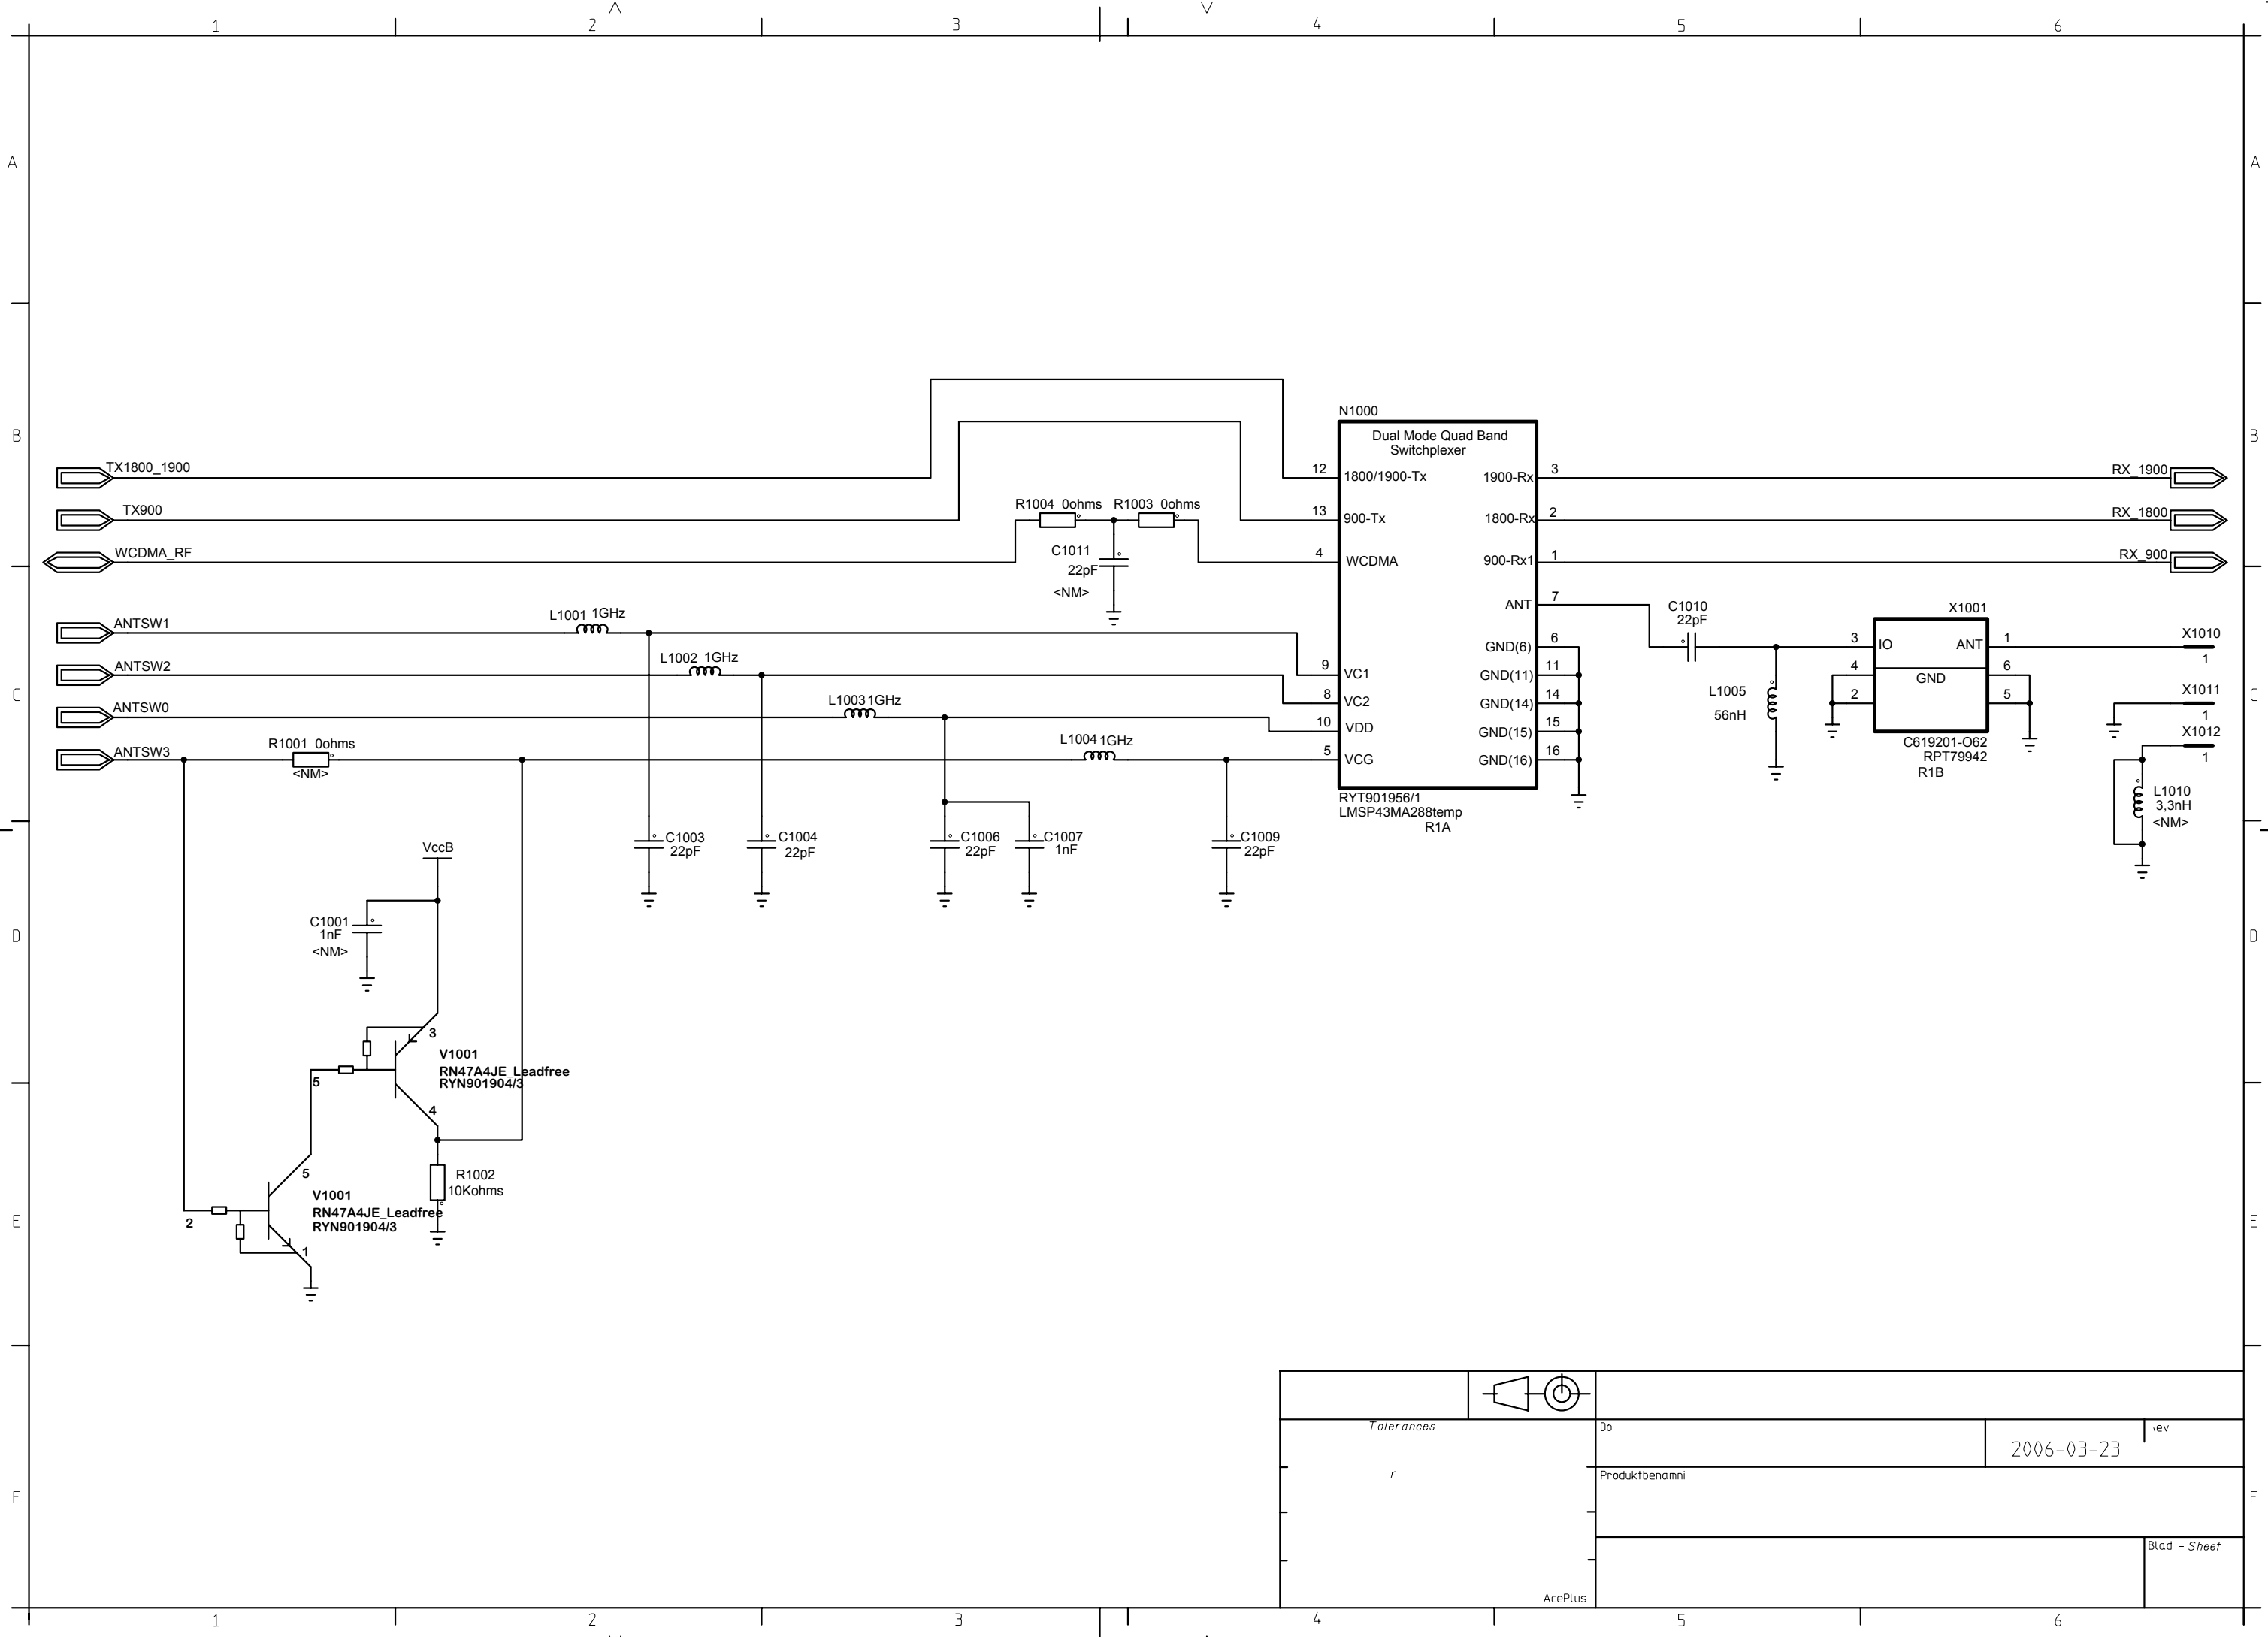 1 2 3 4 5 6
A A
N1000
Dual Mode Quad Band
Switchplexer
B B
TX1800_1900 12 1800/1900-Tx 1900-Rx 3 RX_1900
R1004 0ohms R1003 0ohms
TX900 13 900-Tx 1800-Rx 2 RX_1800
WCDMA_RF 4 WCDMA 900-Rx1 1 RX_900
C1011
22pF
<NM>
ANT 7
C1010
22pF
X1001
L1001 1GHz
ANTSW1
GND(6) 6
3 IO ANT 1
X1010
1
L1002 1GHz
ANTSW2
9 VC1 GND(11) 11
4 GND 6
C C
L1003 1GHz
ANTSW0
8 VC2 GND(14) 14
L1005
56nH
2 5
X1011
1
10 VDD GND(15) 15
X1012
1
ANTSW3
R1001 0ohms
<NM>
L1004 1GHz
5 VCG GND(16) 16
C619201-O62
RPT79942
R1B
RYT901956/1
LMSP43MA288temp
R1A
L1010
3,3nH
<NM>
C1003
22pF
C1004
22pF
C1006
22pF
C1007
1nF
C1009
22pF
VccB
C1001
1nF
<NM>
D D
3
V1001
RN47A4JE_Leadfree
RYN901904/3
5
4
5
R1002
10Kohms
V1001
RN47A4JE_Leadfree
RYN901904/3
2
1
E E
Tolerances
r
AcePlus
Do
2006-03-23
ev
Produktbenamni
Blad - Sheet
F F
1 2 3 4 5 6